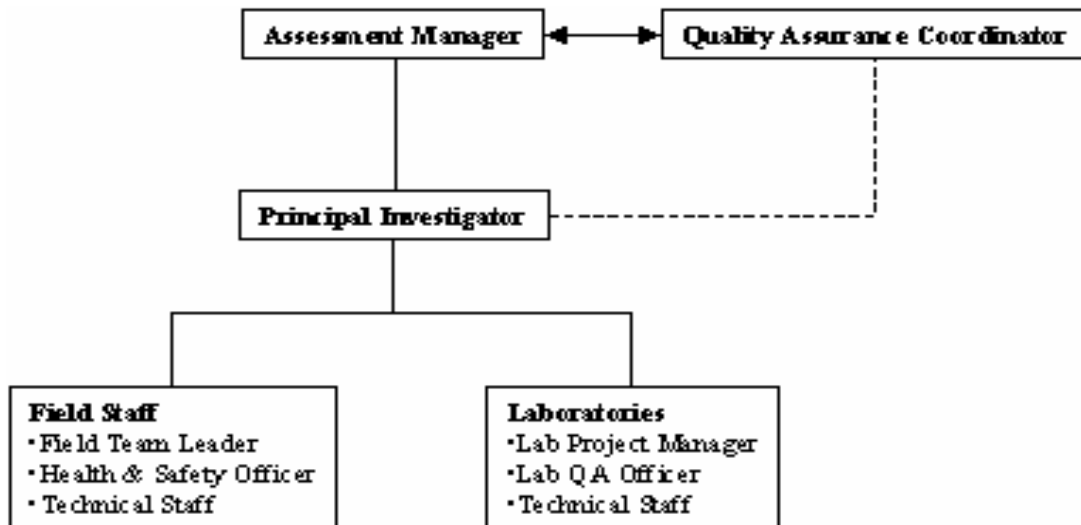 Assessment Manager
Quality Assurance Coordinator
Principal Investigator
Field Staff
•Field Team Leader
•Health & Safety Officer
•Technical Staff
Laboratories
•Lab Project Manager
•Lab QA Officer
•Technical Staff